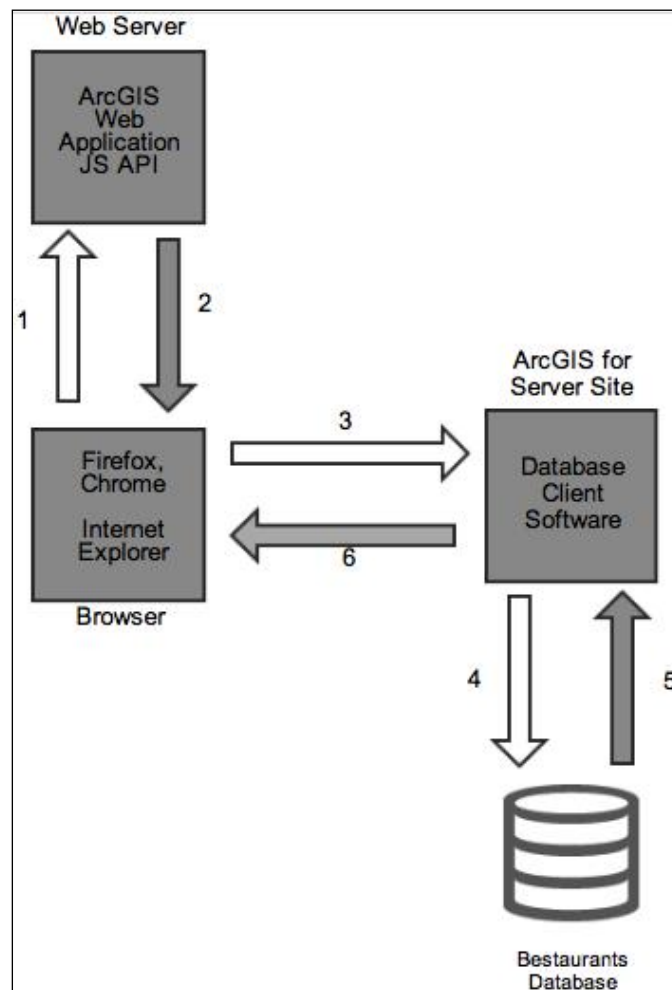 Web Server
ArcGIS
Web
Application
JS API
1
2
ArcGIS for
Server Site
3
Firefox,
Chrome
Internet
Explorer
Database
Client
Software
6
Browser
4
5
Bestaurants
Database